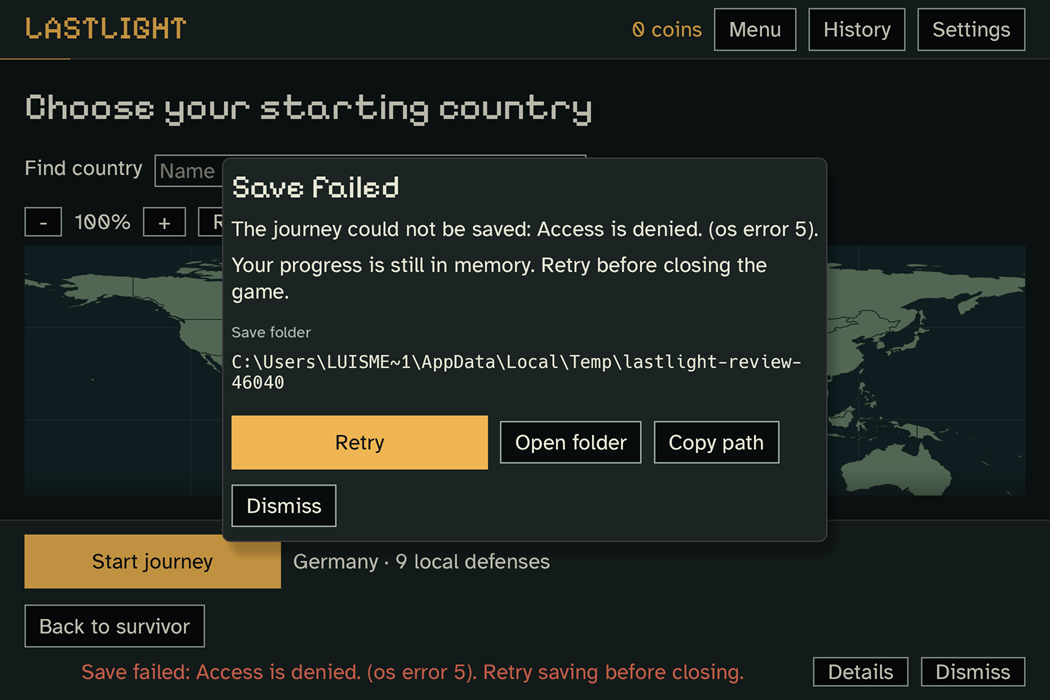 LASTLIGHT
0 coins
Menu
History
Settings
Choose your starting country
Find country
Name
-
100%
+
R
Save failed
The journey could not be saved: Access is denied. (os error 5).
Your progress is still in memory. Retry before closing the
game.
Save folder
C:\Users\LUISME~1\AppData\Local\Temp\lastlight-review-
46040
Retry
Open folder
Copy path
Dismiss
Start journey
Germany · 9 local defenses
Back to survivor
Save failed: Access is denied. (os error 5). Retry saving before closing.
Details
Dismiss